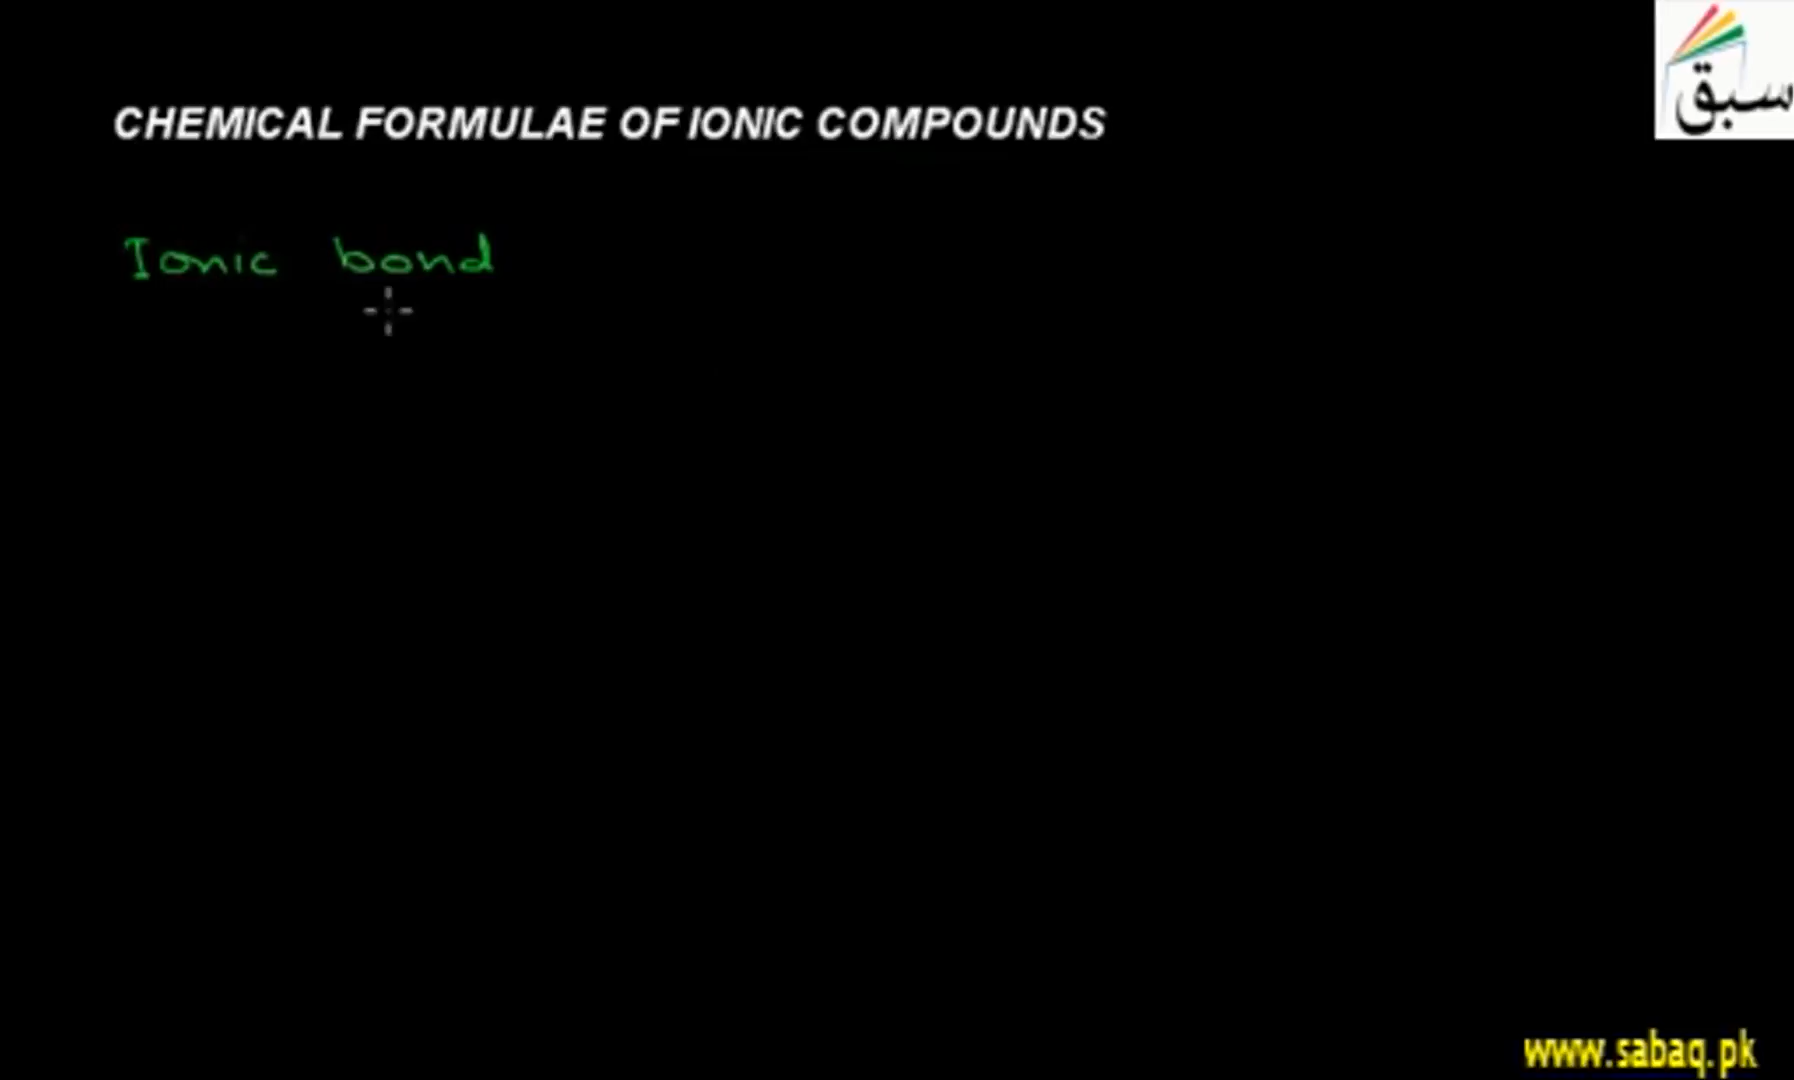 سبق
CHEMICAL FORMULAE OF IONIC COMPOUNDS
Ionic bond
www.sabaq.pk